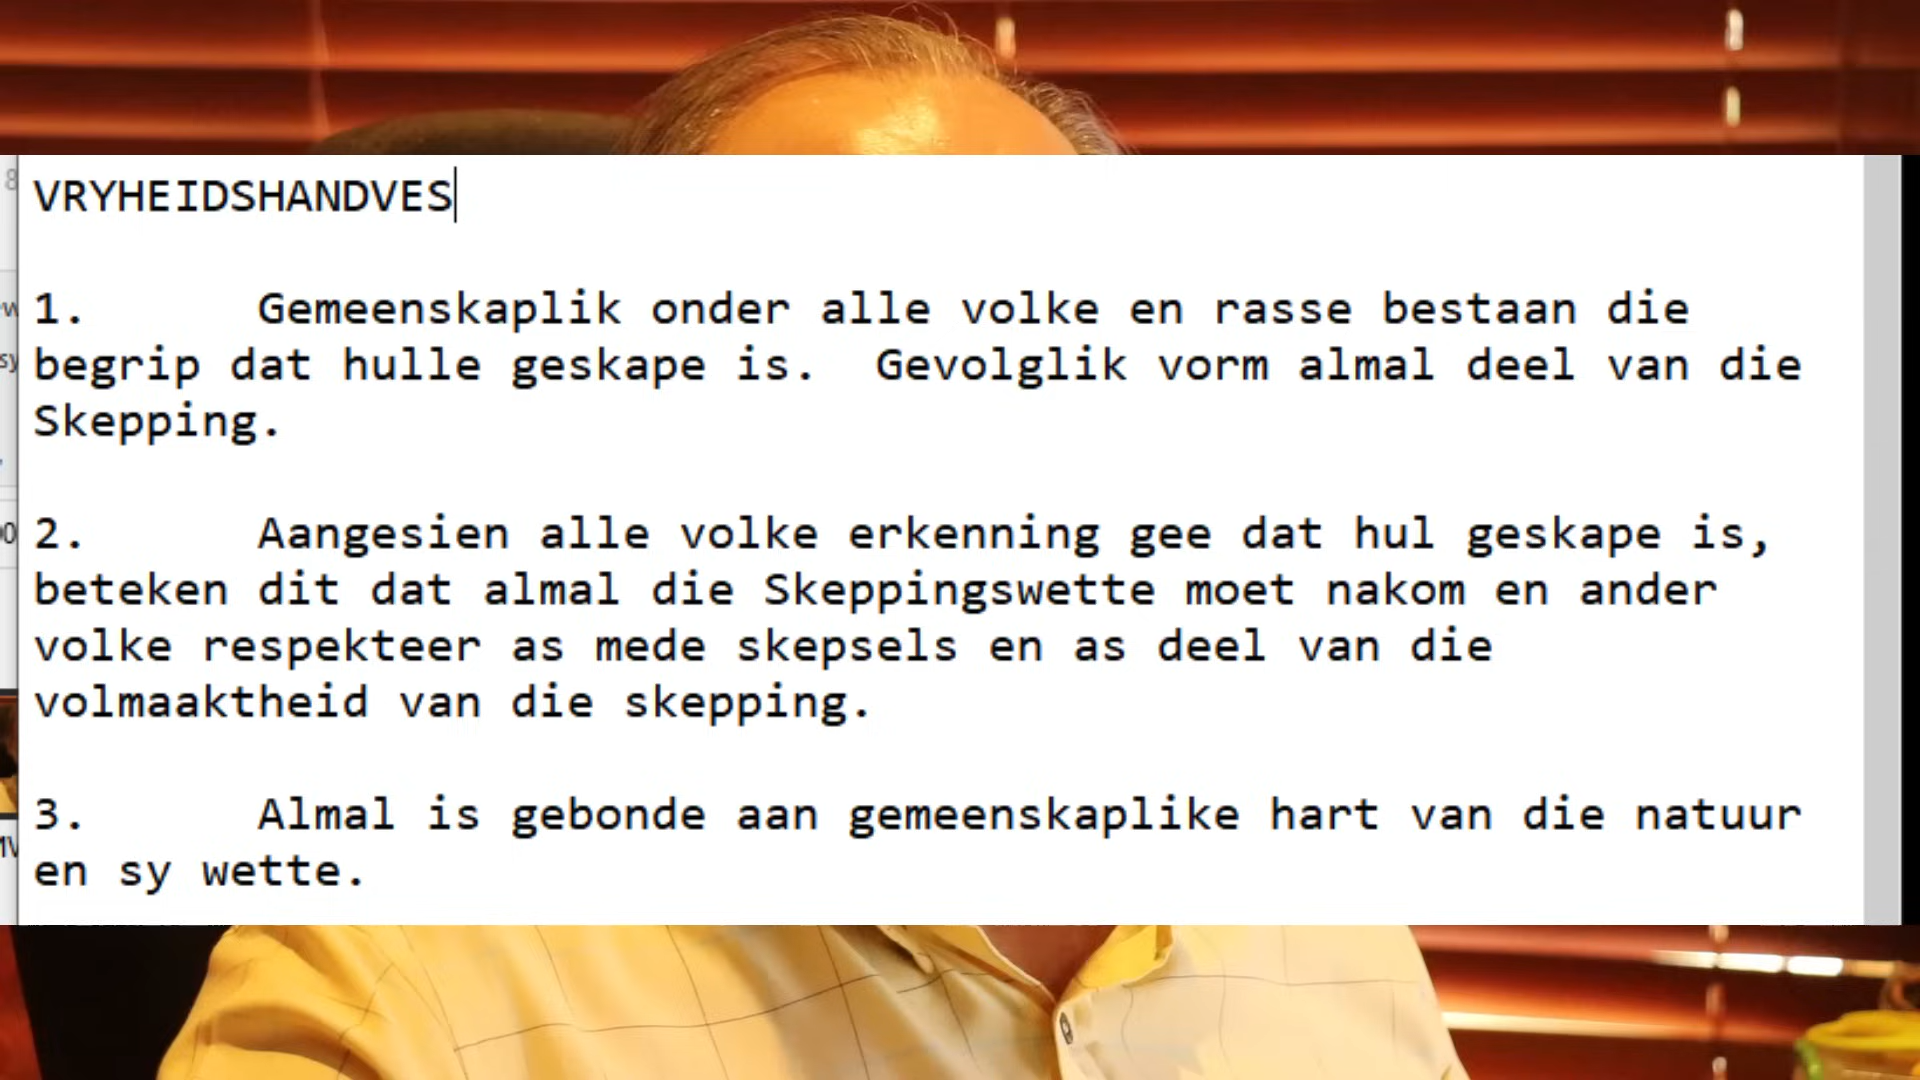 VRYHEIDSHANDVES
1. Gemeenskaplik onder alle volke en rasse bestaan die
begrip dat hulle geskape is. Gevolglik vorm almal deel van die
Skepping.
2. Aangesien alle volke erkenning gee dat hul geskape is,
beteken dit dat almal die Skeppingswette moet nakom en ander
volke respekteer as mede skepsels en as deel van die
volmaaktheid van die skepping.
3. Almal is gebonde aan gemeenskaplike hart van die natuur
en sy wette.